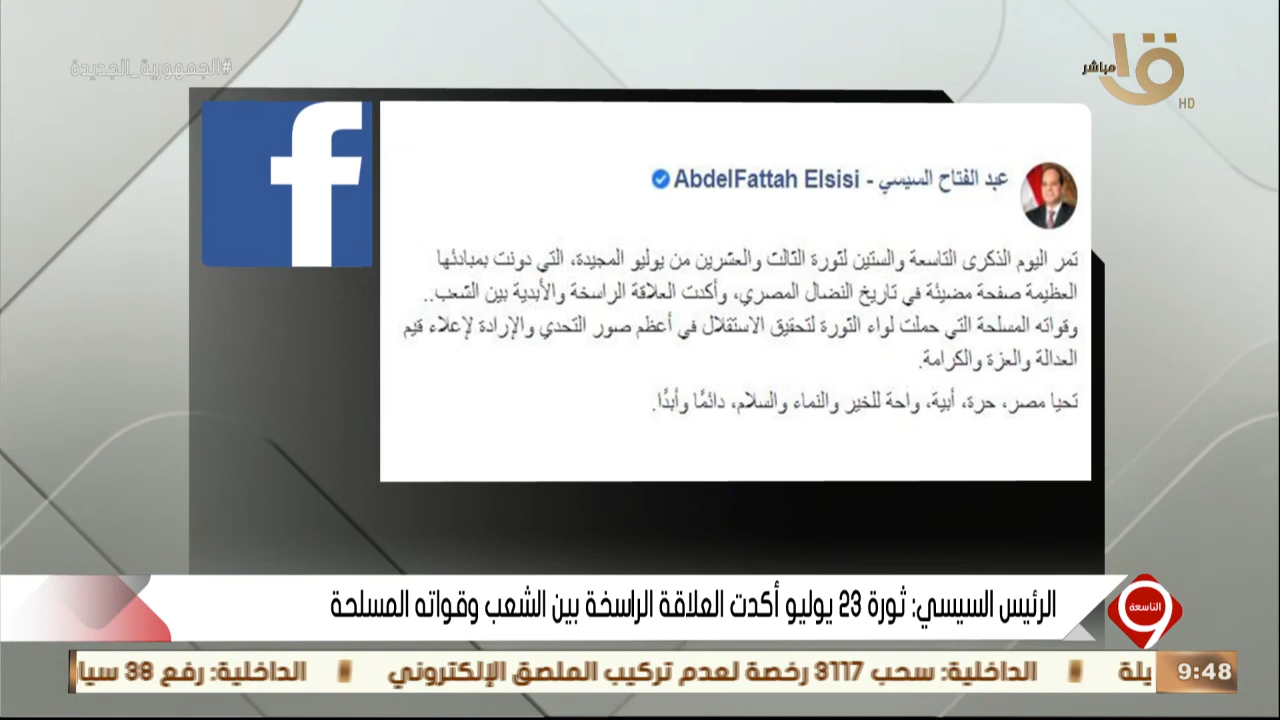 #الجمهورية_الجديدة
مباشر
HD
عبد الفتاح السيسي - AbdelFattah Elsisi
تمر اليوم الذكرى التاسعة والستين لثورة الثالث والعشرين من يوليو المجيدة، التي دونت بمبادئها
العظيمة صفحة مضيئة في تاريخ النضال المصري، وأكدت العلاقة الراسخة والأبدية بين الشعب..
وقواته المسلحة التي حملت لواء الثورة لتحقيق الاستقلال في أعظم صور التحدي والإرادة لإعلاء قيم
العدالة والعزة والكرامة.
تحيا مصر، حرة، أبية، واحة للخير والنماء والسلام، دائمًا وأبدًا.
الرئيس السيسي: ثورة 23 يوليو أكدت العلاقة الراسخة بين الشعب وقواته المسلحة
التاسعة
9:48
يلة
الداخلية: سحب 3117 رخصة لعدم تركيب الملصق الإلكتروني
الداخلية: رفع 38 سيا